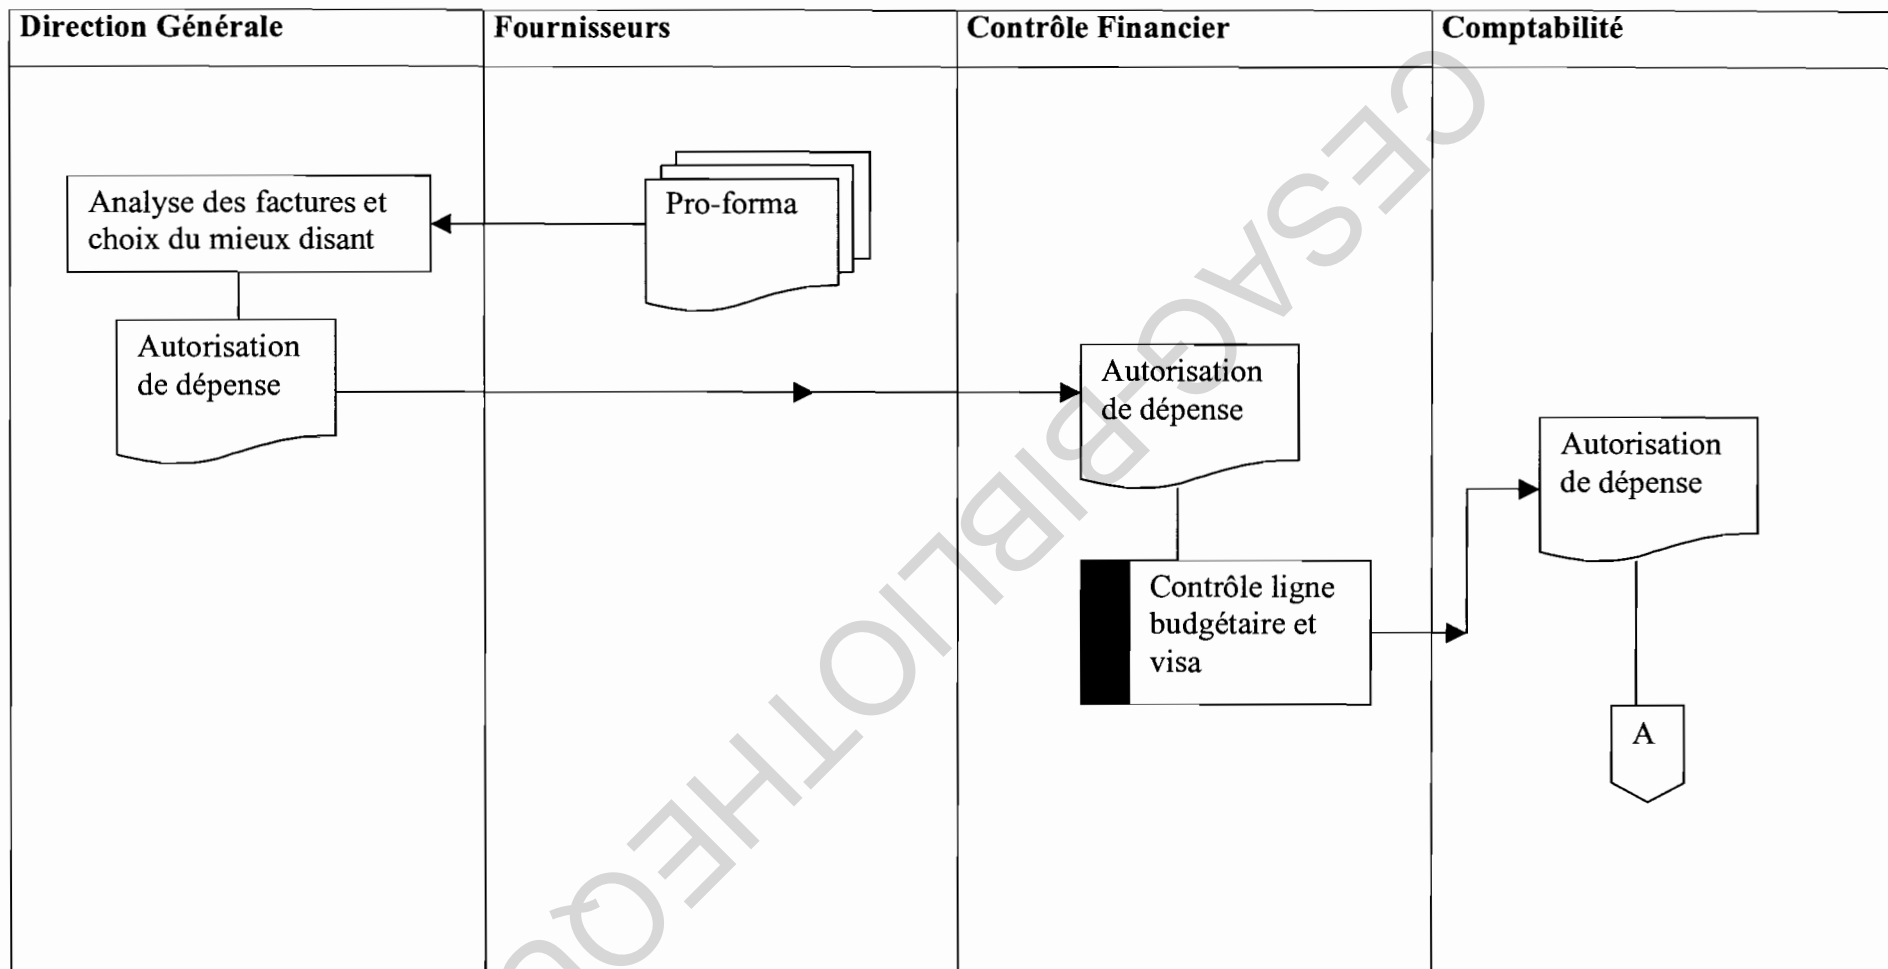 Direction Générale
Fournisseurs
Contrôle Financier
Comptabilité
Analyse des factures et
choix du mieux disant
Pro-forma
Autorisation
de dépense
Autorisation
de dépense
Autorisation
de dépense
Contrôle ligne
budgétaire et
visa
A
CESAG-BIBLIOTHEQU